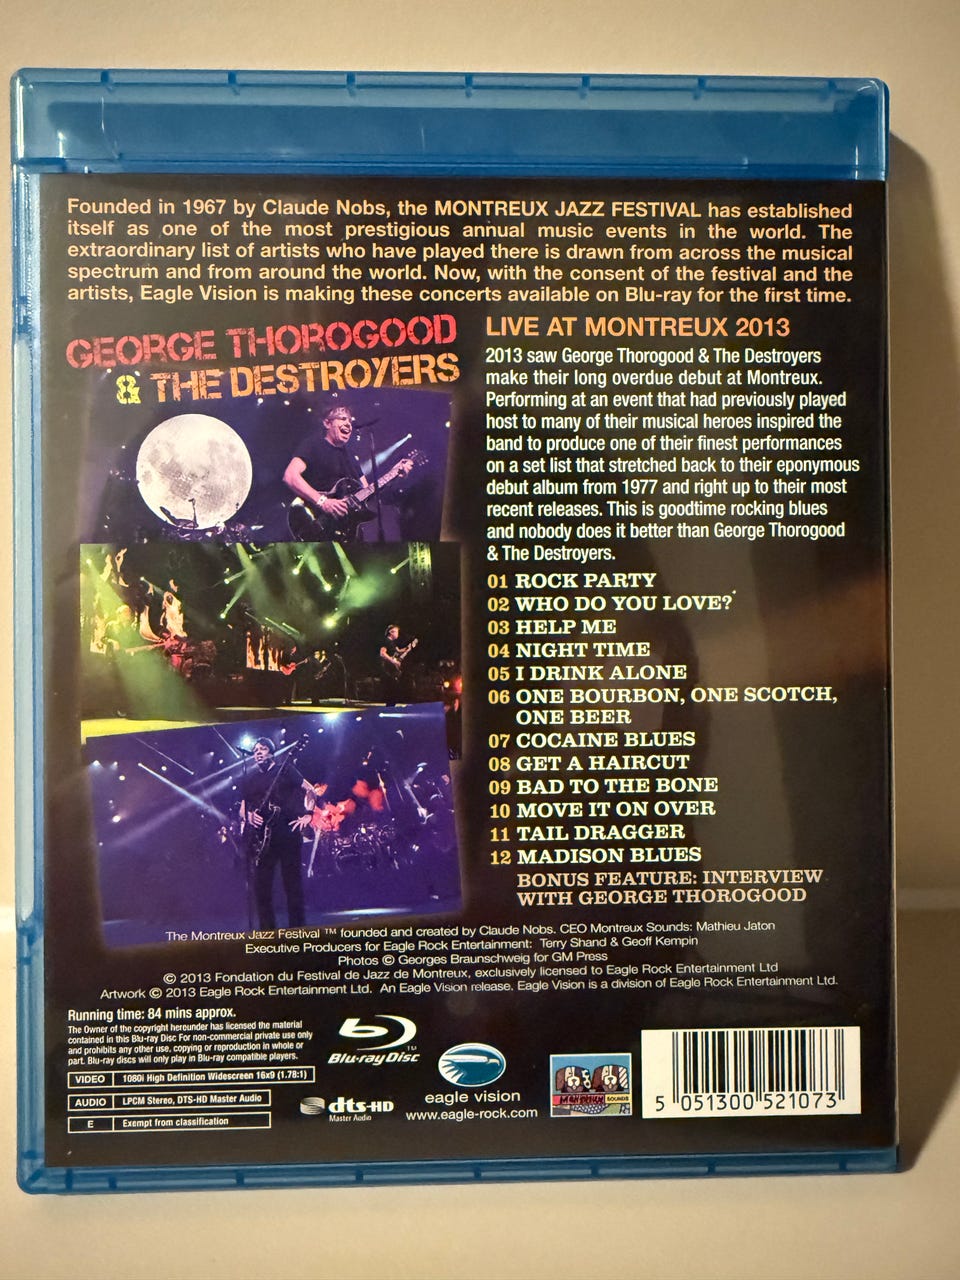 Founded in 1967 by Claude Nobs, the MONTREUX JAZZ FESTIVAL has established
itself as one of the most prestigious annual music events in the world. The
extraordinary list of artists who have played there is drawn from across the musical
spectrum and from around the world. Now, with the consent of the festival and the
artists, Eagle Vision is making these concerts available on Blu-ray for the first time.
GEORGE THOROGOOD
& THE DESTROYERS
LIVE AT MONTREUX 2013
2013 saw George Thorogood & The Destroyers
make their long overdue debut at Montreux.
Performing at an event that had previously played
host to many of their musical heroes inspired the
band to produce one of their finest performances
on a set list that stretched back to their eponymous
debut album from 1977 and right up to their most
recent releases. This is goodtime rocking blues
and nobody does it better than George Thorogood
& The Destroyers.
01 ROCK PARTY
02 WHO DO YOU LOVE?
03 HELP ME
04 NIGHT TIME
05 I DRINK ALONE
06 ONE BOURBON, ONE SCOTCH,
ONE BEER
07 COCAINE BLUES
08 GET A HAIRCUT
09 BAD TO THE BONE
10 MOVE IT ON OVER
11 TAIL DRAGGER
12 MADISON BLUES
BONUS FEATURE: INTERVIEW
WITH GEORGE THOROGOOD
The Montreux Jazz Festival ™ founded and created by Claude Nobs. CEO Montreux Sounds: Mathieu Jaton
Executive Producers for Eagle Rock Entertainment: Terry Shand & Geoff Kempin
Photos © Georges Braunschweig for GM Press
© 2013 Fondation du Festival de Jazz de Montreux, exclusively licensed to Eagle Rock Entertainment Ltd
Artwork © 2013 Eagle Rock Entertainment Ltd. An Eagle Vision release. Eagle Vision is a division of Eagle Rock Entertainment Ltd.
Running time: 84 mins approx.
The Owner of the copyright hereunder has licensed the material
contained in this Blu-ray Disc For non-commercial private use only
and prohibits any other use, copying or reproduction in whole or
part. Blu-ray discs will only play in Blu-ray compatible players.
VIDEO 1080i High Definition Widescreen 16x9 (1.78:1)
AUDIO LPCM Stereo, DTS-HD Master Audio
E Exempt from classification
Blu-ray Disc™
dts-HD
Master Audio
eagle vision
www.eagle-rock.com
MONTREUX SOUNDS
5 051300 521073